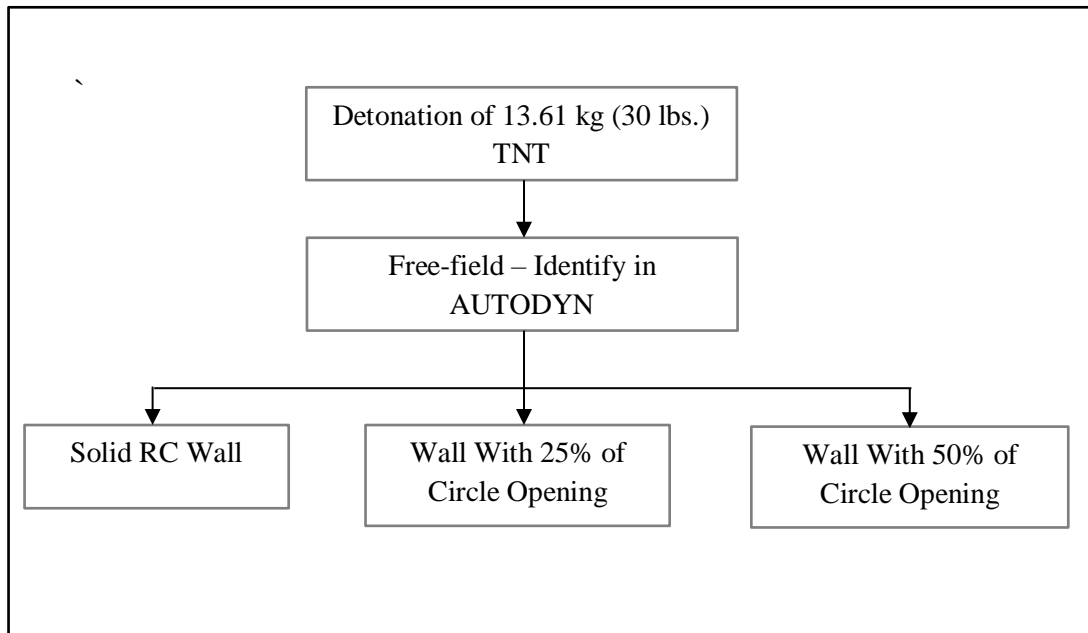 `
Detonation of 13.61 kg (30 lbs.)
TNT
Free-field – Identify in
AUTODYN
Solid RC Wall
Wall With 25% of
Circle Opening
Wall With 50% of
Circle Opening